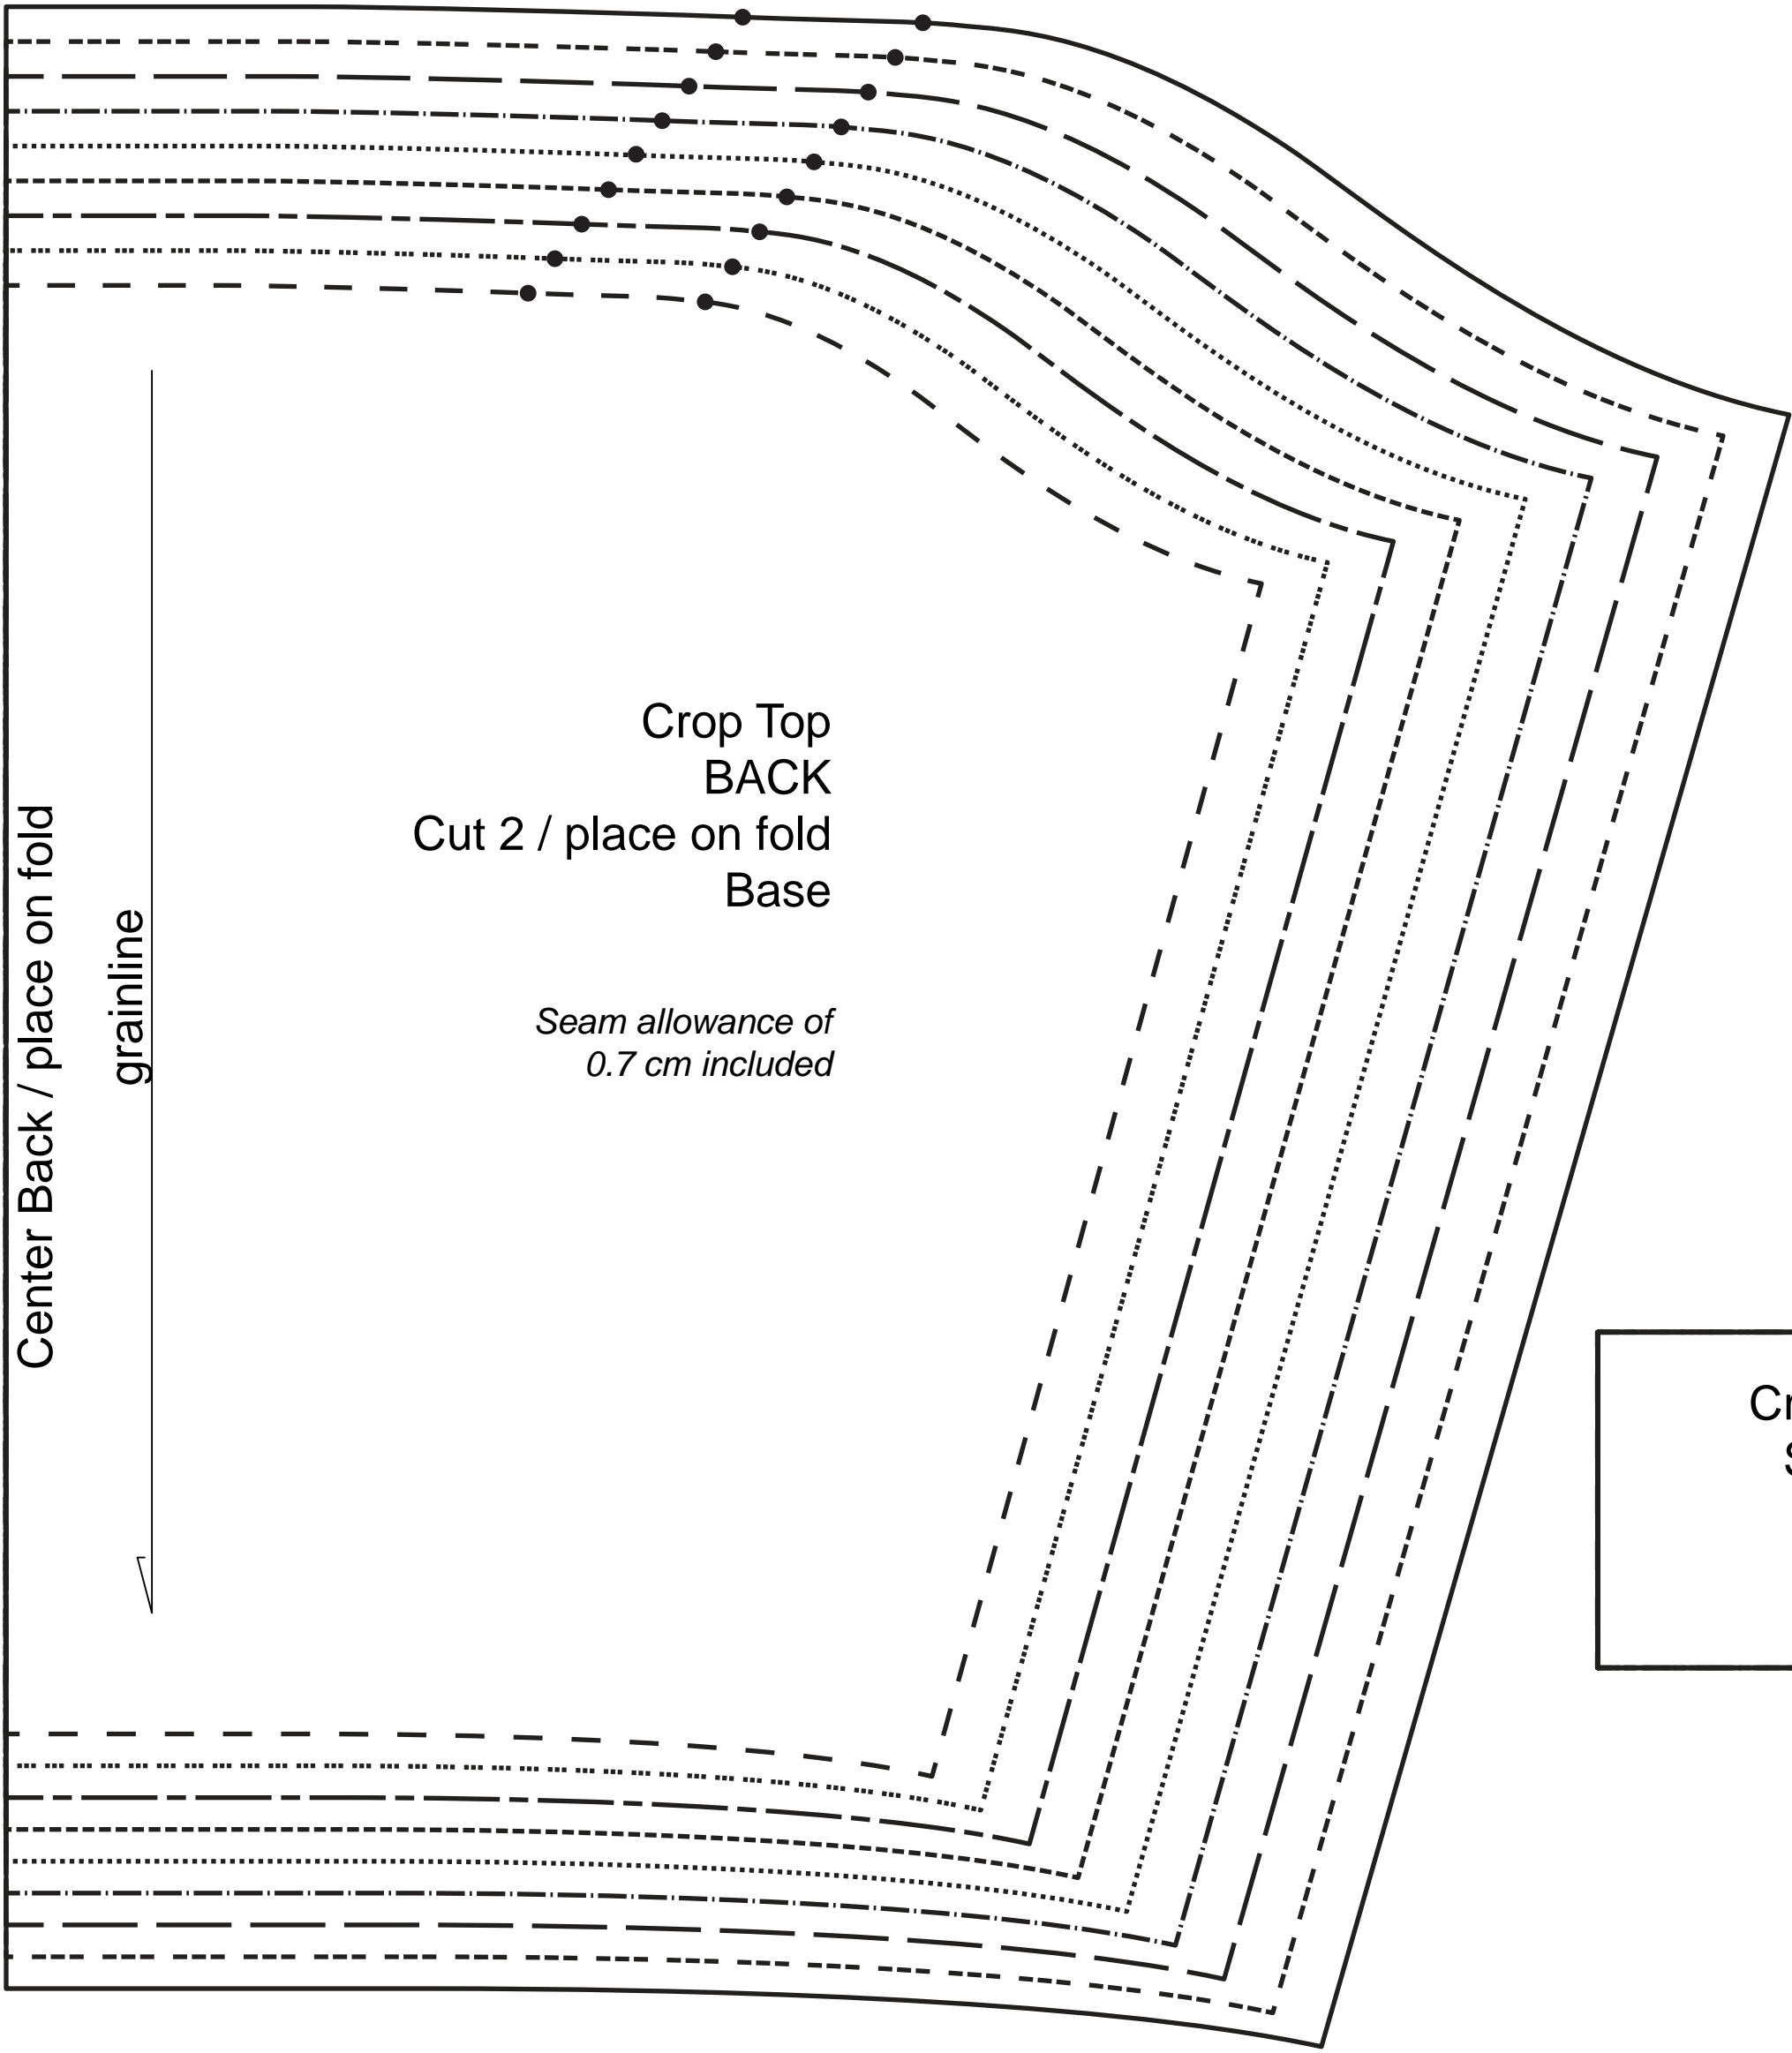 Crop Top
BACK
Cut 2 / place on fold
Base
Seam allowance of
0.7 cm included
Center Back / place on fold
grainline